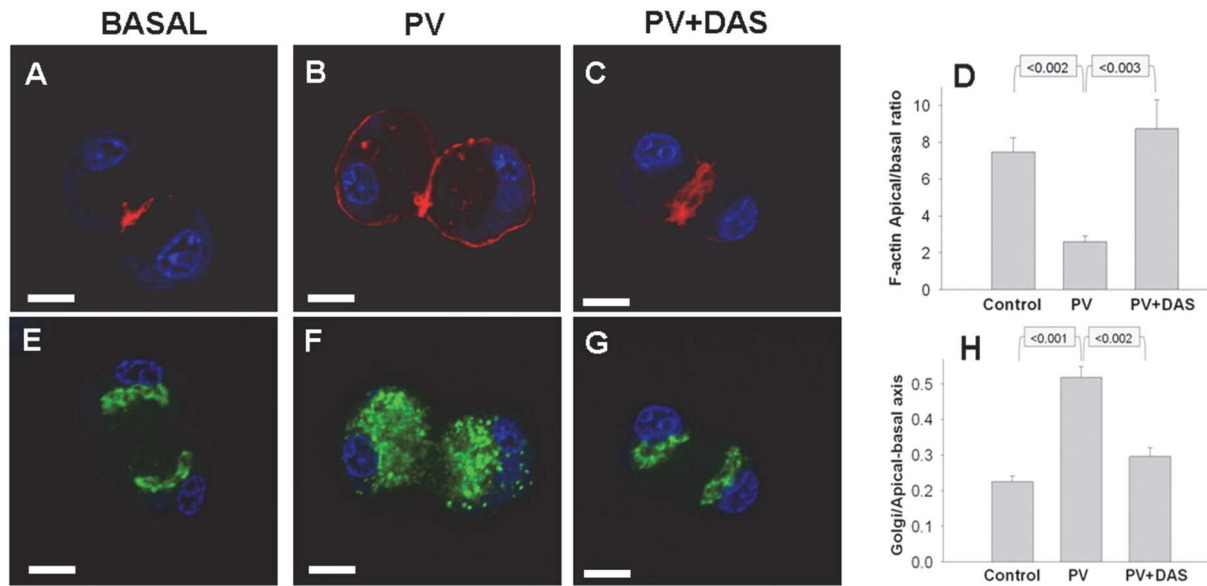 BASAL PV PV+DAS
A B C D
<0.002 <0.003
F-actin Apical/basal ratio
10
8
6
4
2
0
Control PV PV+DAS
E F G H
<0.001 <0.002
Golgi/Apical-basal axis
0.5
0.4
0.3
0.2
0.1
0.0
Control PV PV+DAS